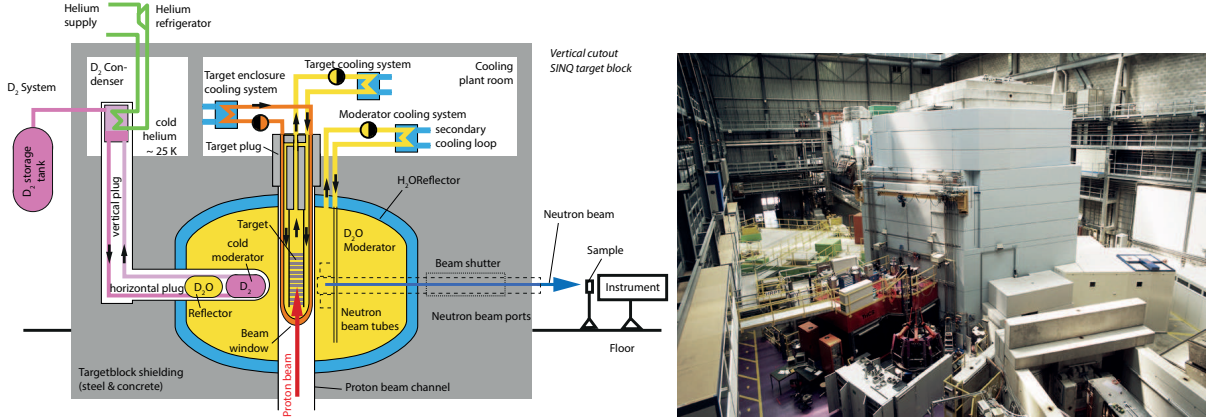 Helium
supply
Helium
refrigerator
Vertical cutout
SINQ target block
D₂ Con-
denser
Target cooling system
Cooling
plant room
Target enclosure
cooling system
D₂ System
Moderator cooling system
cold
helium
~ 25 K
secondary
cooling loop
Target plug
D₂ storage
tank
H₂OReflector
vertical plug
Target
D₂O
Moderator
Neutron beam
cold
moderator
Sample
Beam shutter
horizontal plug
D₂O
D₂
Instrument
Reflector
Neutron
beam tubes
Neutron beam ports
Beam
window
Floor
Targetblock shielding
(steel & concrete)
Proton beam
Proton beam channel